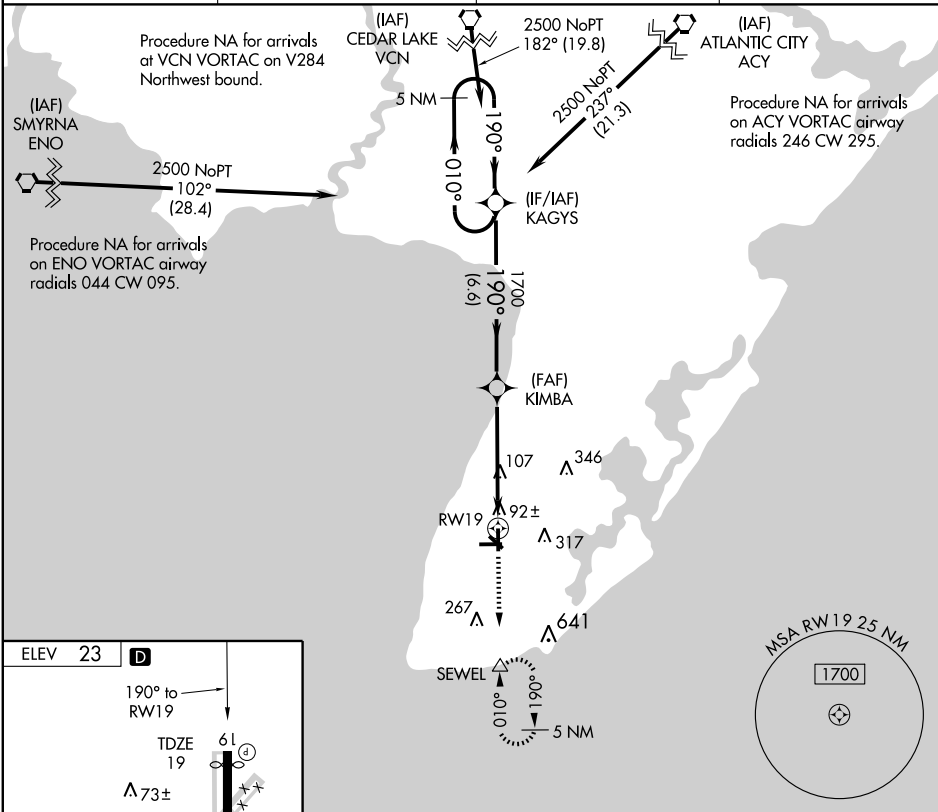 Procedure NA for arrivals
at VCN VORTAC on V284
Northwest bound.
(IAF)
CEDAR LAKE
VCN
2500 NoPT
182° (19.8)
(IAF)
ATLANTIC CITY
ACY
2500 NoPT
237°
(21.3)
Procedure NA for arrivals
on ACY VORTAC airway
radials 246 CW 295.
5 NM
190°
010°
(IAF)
SMYRNA
ENO
2500 NoPT
102°
(28.4)
Procedure NA for arrivals
on ENO VORTAC airway
radials 044 CW 095.
(IF/IAF)
KAGYS
1700
190°
(6.6)
(FAF)
KIMBA
107
346
92±
RW19
317
267
641
SEWEL
010°
190°
5 NM
MSA RW19 25 NM
1700
ELEV 23
D
190° to
RW19
TDZE
19
19
P
73±